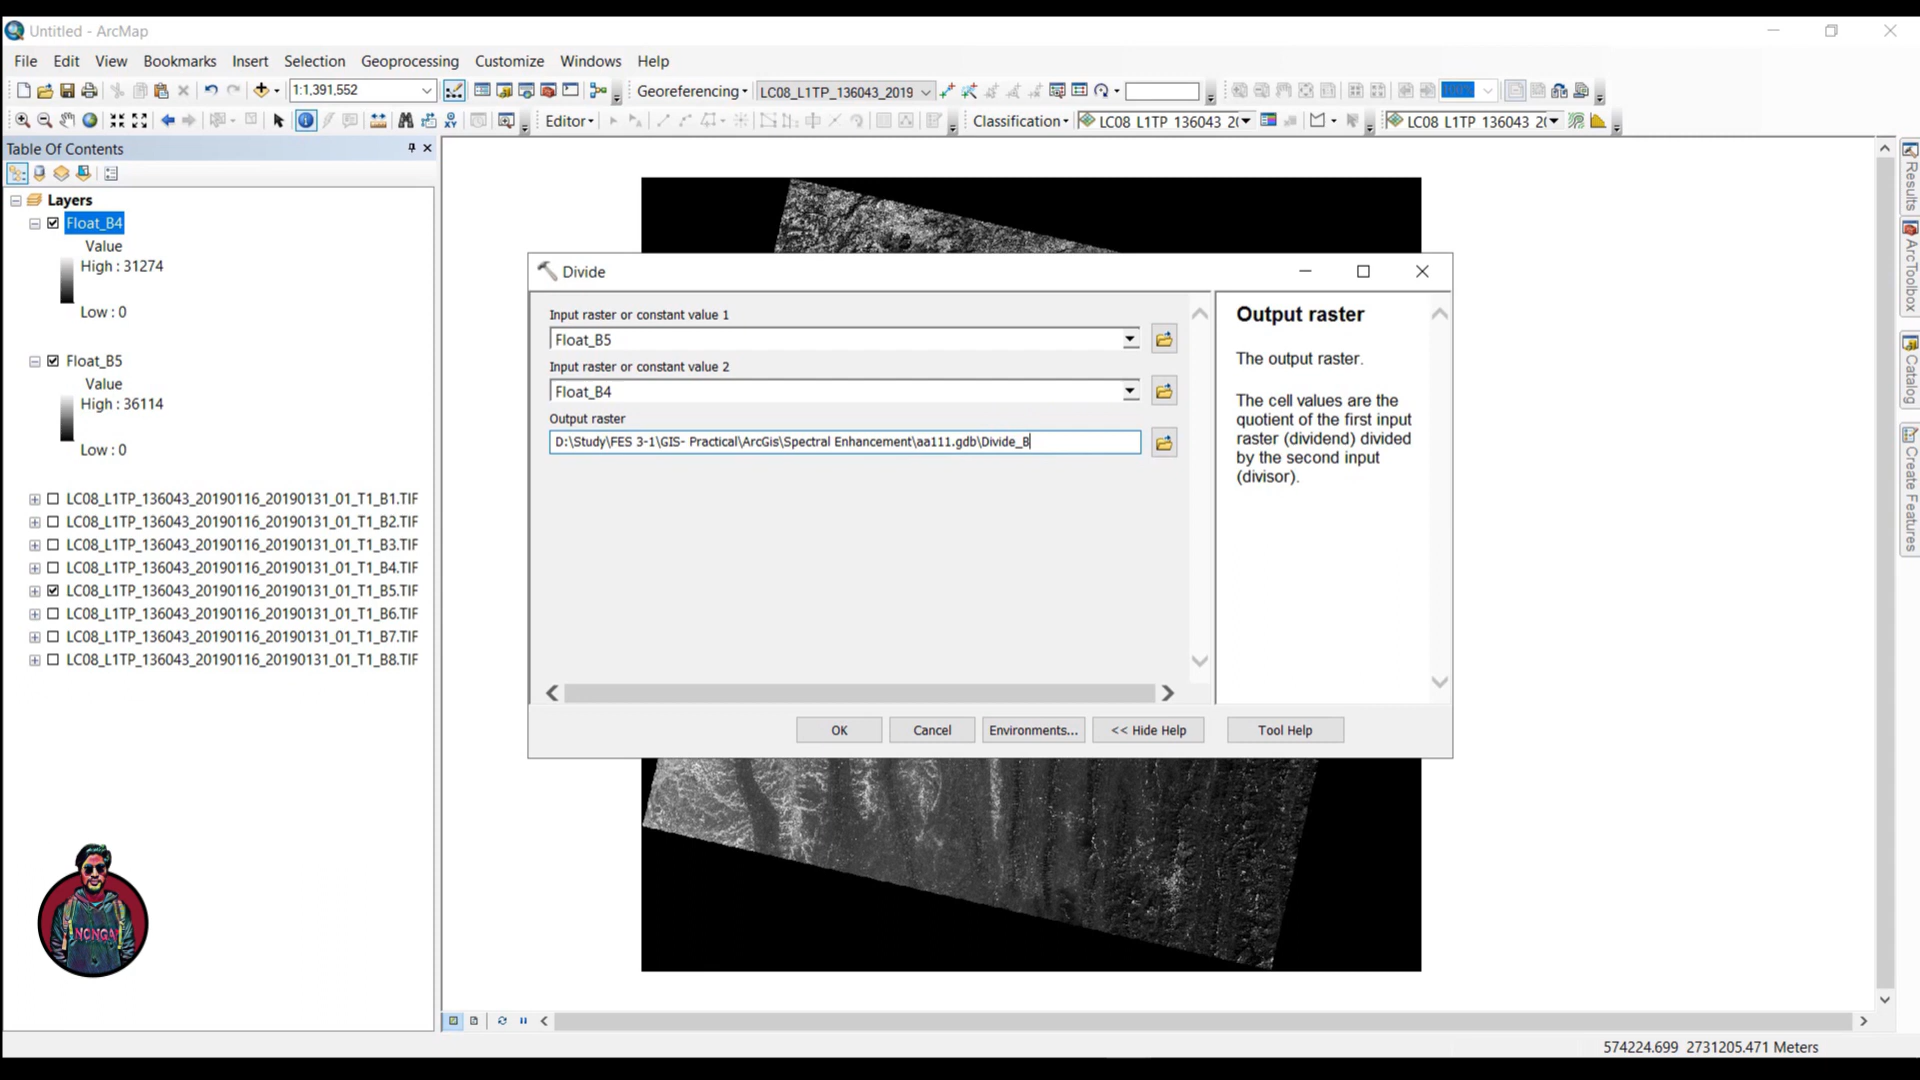 Untitled - ArcMap
File Edit View Bookmarks Insert Selection Geoprocessing Customize Windows Help
1:1,391,552
Georeferencing
LC08_L1TP_136043_2019
100%
Editor
Classification
LC08 L1TP 136043 2(
LC08 L1TP 136043 2(
Table Of Contents
Layers
Float_B4
Value
High : 31274
Low : 0
Float_B5
Value
High : 36114
Low : 0
LC08_L1TP_136043_20190116_20190131_01_T1_B1.TIF
LC08_L1TP_136043_20190116_20190131_01_T1_B2.TIF
LC08_L1TP_136043_20190116_20190131_01_T1_B3.TIF
LC08_L1TP_136043_20190116_20190131_01_T1_B4.TIF
LC08_L1TP_136043_20190116_20190131_01_T1_B5.TIF
LC08_L1TP_136043_20190116_20190131_01_T1_B6.TIF
LC08_L1TP_136043_20190116_20190131_01_T1_B7.TIF
LC08_L1TP_136043_20190116_20190131_01_T1_B8.TIF
Divide
Input raster or constant value 1
Float_B5
Input raster or constant value 2
Float_B4
Output raster
D:\Study\FES 3-1\GIS- Practical\ArcGis\Spectral Enhancement\aa111.gdb\Divide_B
OK
Cancel
Environments...
<< Hide Help
Tool Help
Output raster
The output raster.
The cell values are the
quotient of the first input
raster (dividend) divided
by the second input
(divisor).
Results
ArcToolbox
Catalog
Create Features
NONGA
574224.699 2731205.471 Meters